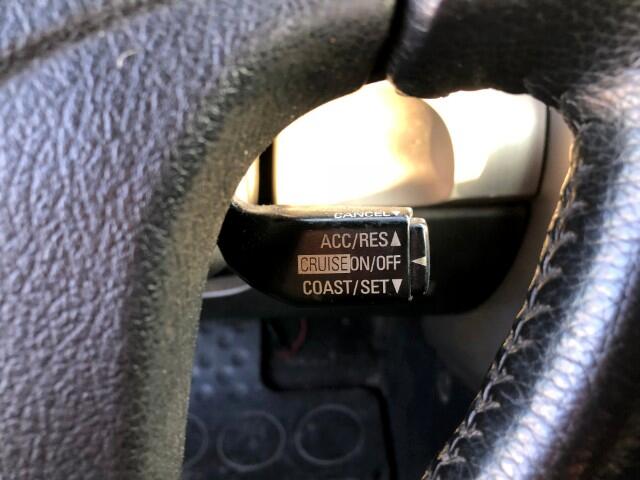 CANCEL▼
ACC/RES▲
CRUISE ON/OFF ◀
COAST/SET▼